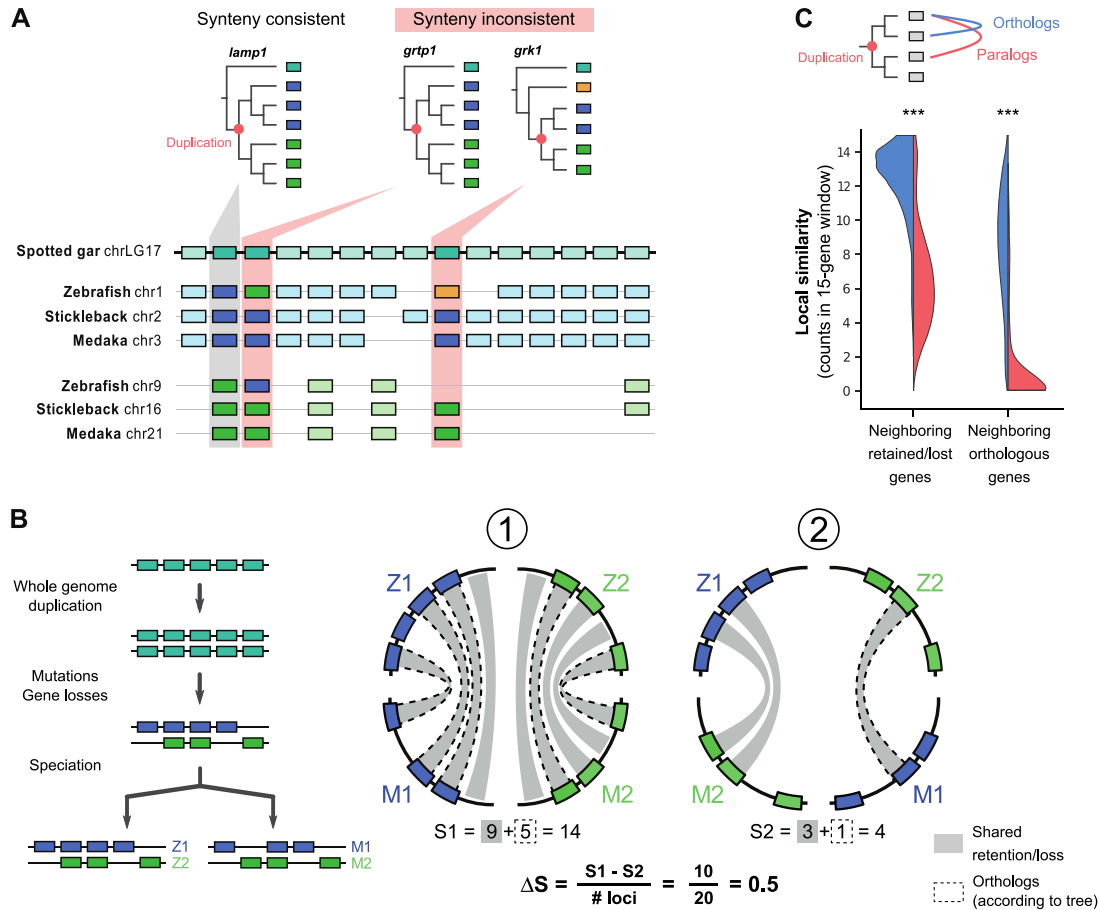 A
Synteny consistent
Synteny inconsistent
lamp1
grtp1
grk1
Duplication
Spotted gar chrLG17
Zebrafish chr1
Stickleback chr2
Medaka chr3
Zebrafish chr9
Stickleback chr16
Medaka chr21
C
Duplication
Orthologs
Paralogs
***
***
Local similarity
(counts in 15-gene window)
14
12
10
8
6
4
2
0
Neighboring
retained/lost
genes
Neighboring
orthologous
genes
B
Whole genome
duplication
Mutations
Gene losses
Speciation
Z1
Z2
M1
M2
1
Z1
Z2
M1
M2
S1 = 9 + 5 = 14
2
Z1
Z2
M2
M1
S2 = 3 + 1 = 4
ΔS = S1 - S2 / # loci = 10 / 20 = 0.5
Shared
retention/loss
Orthologs
(according to tree)